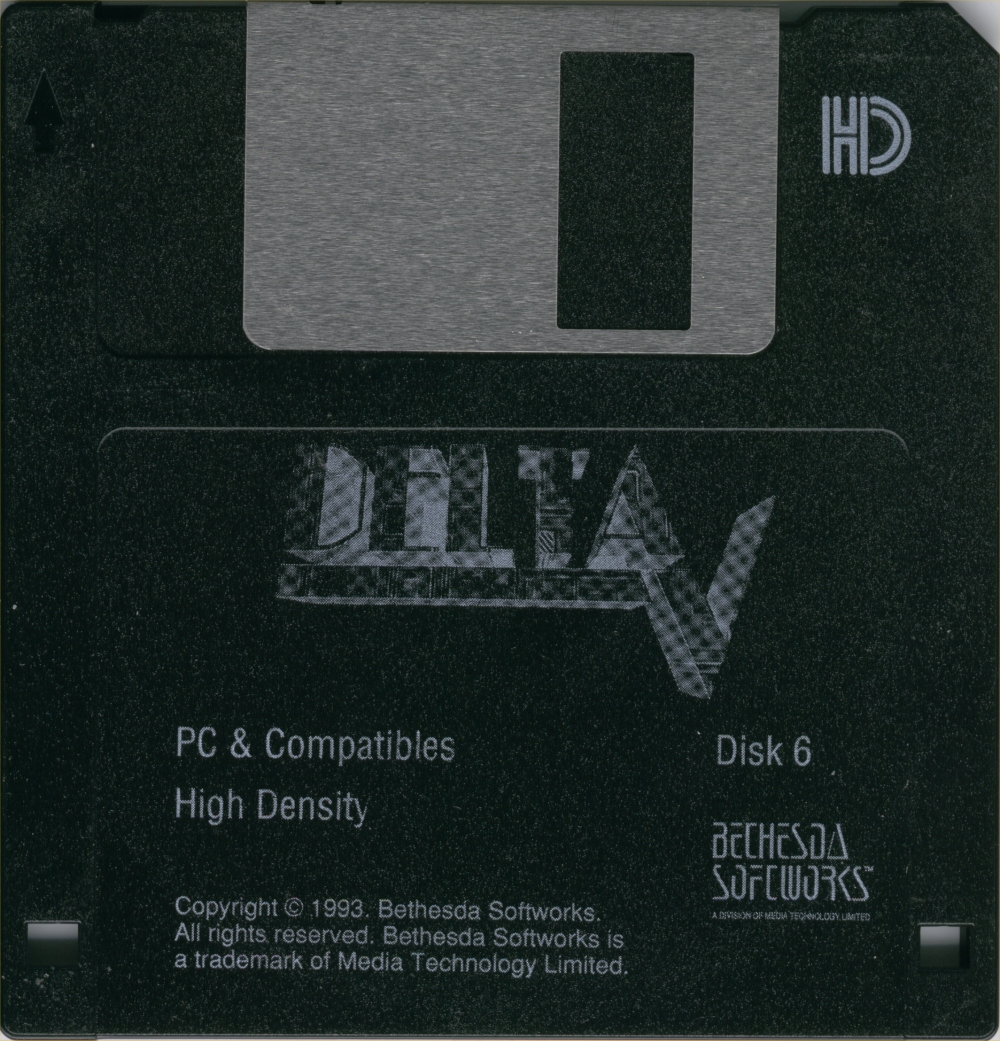 HD
DELTA V
PC & Compatibles
Disk 6
High Density
BETHESDA
SOFTWORKS™
A DIVISION OF MEDIA TECHNOLOGY LIMITED
Copyright © 1993. Bethesda Softworks.
All rights reserved. Bethesda Softworks is
a trademark of Media Technology Limited.